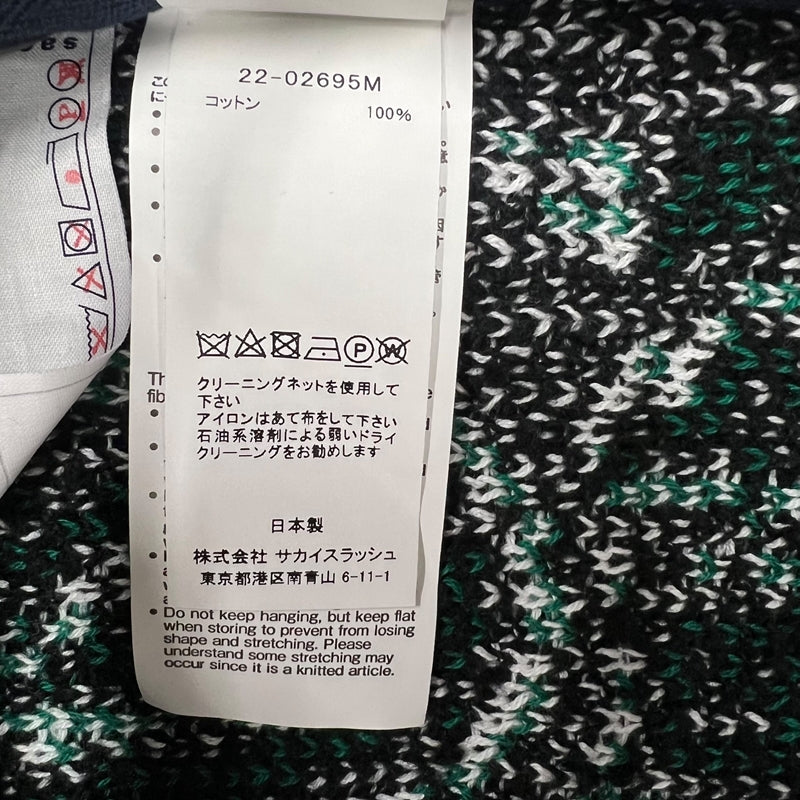 22-02695M
コットン
100%
クリーニングネットを使用して
下さい
アイロンはあて布をして下さい
石油系溶剤による弱いドライ
クリーニングをお勧めします
日本製
株式会社 サカイスラッシュ
東京都港区南青山 6-11-1
Do not keep hanging, but keep flat
when storing to prevent from losing
shape and stretching. Please
understand some stretching may
occur since it is a knitted article.